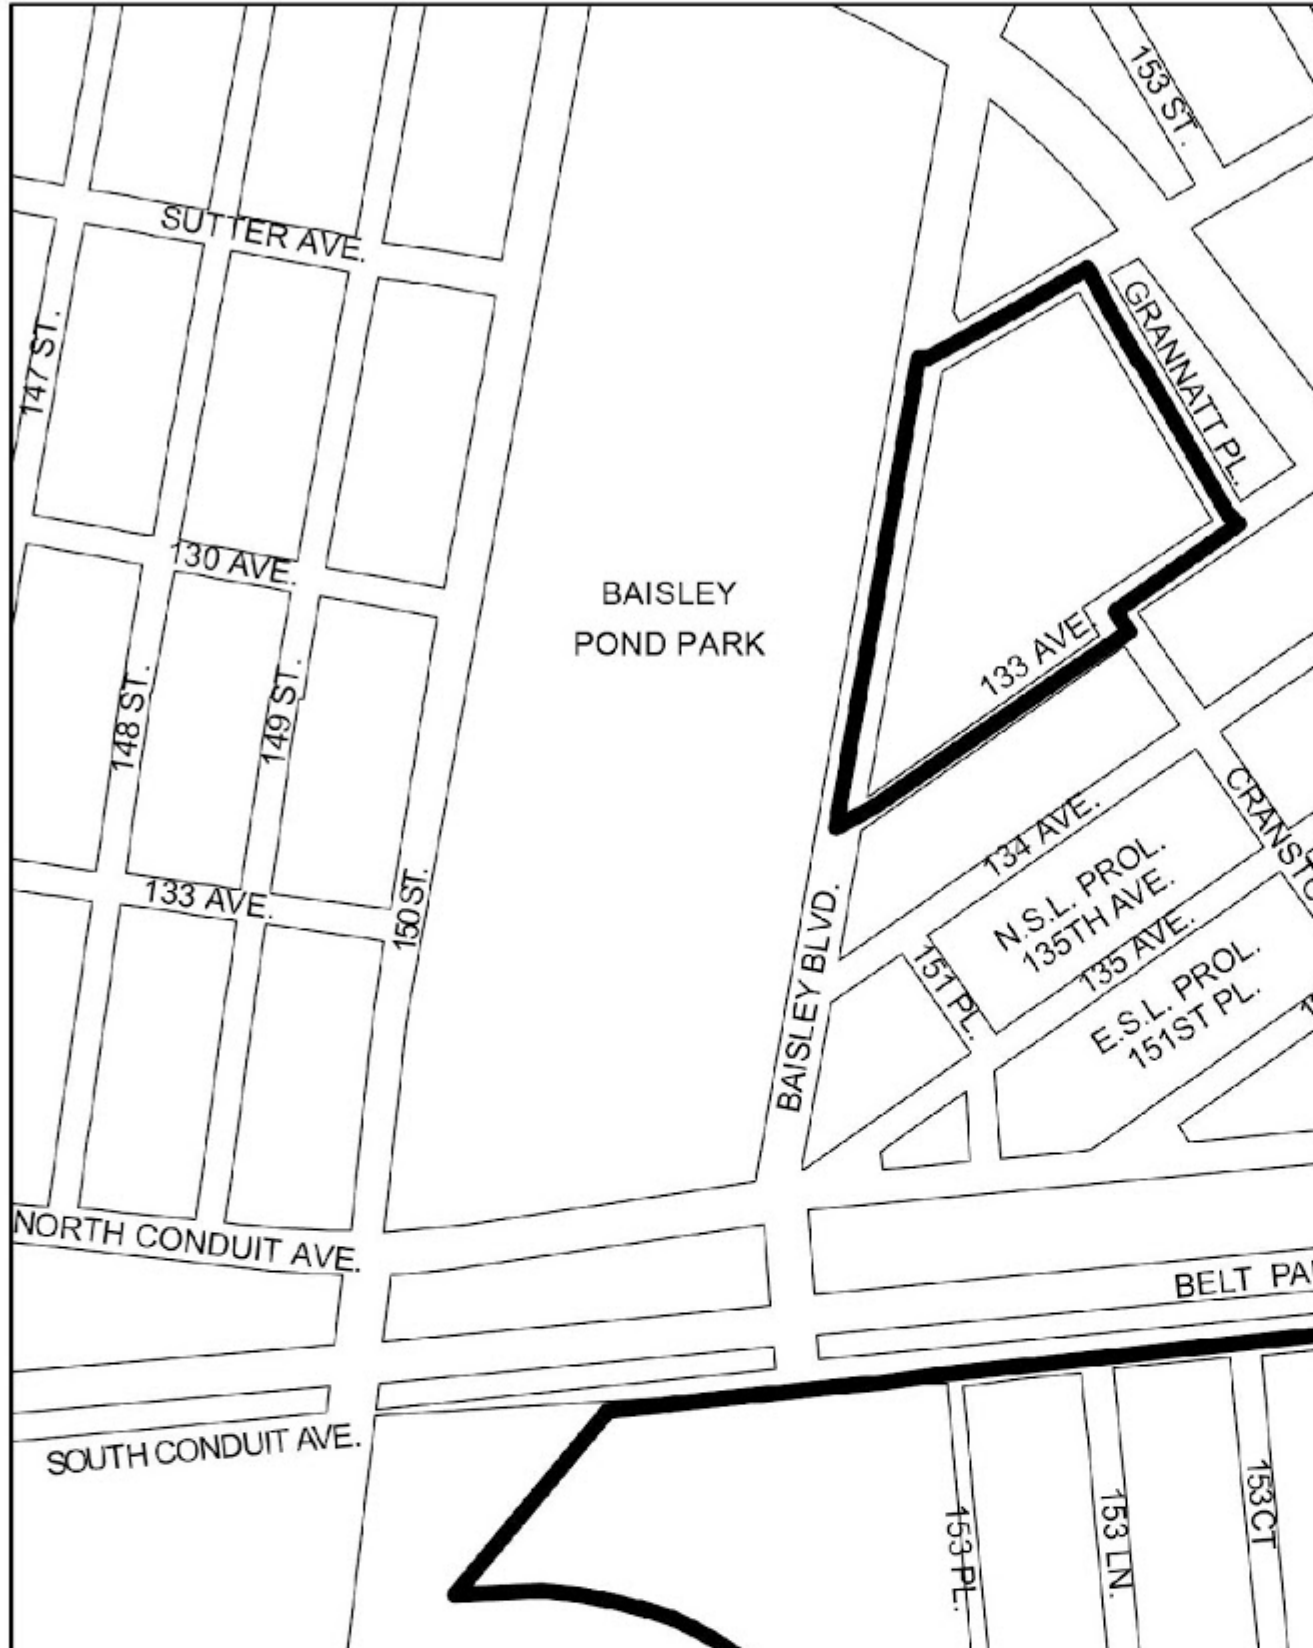 153 ST.
SUTTER AVE.
GRANNATT PL.
147 ST.
130 AVE.
BAISLEY
POND PARK
133 AVE.
148 ST.
149 ST.
CRANSTO
134 AVE.
N.S.L. PROL.
135TH AVE.
133 AVE.
150 ST.
BAISLEY BLVD.
151 PL.
135 AVE.
E.S.L. PROL.
151ST PL.
NORTH CONDUIT AVE.
BELT PA
SOUTH CONDUIT AVE.
153 PL.
153 LN.
153CT